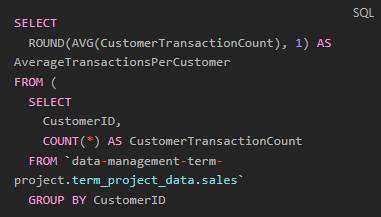 SQL
SELECT
ROUND(AVG(CustomerTransactionCount), 1) AS
AverageTransactionsPerCustomer
FROM (
SELECT
CustomerID,
COUNT(*) AS CustomerTransactionCount
FROM `data-management-term-
project.term_project_data.sales`
GROUP BY CustomerID